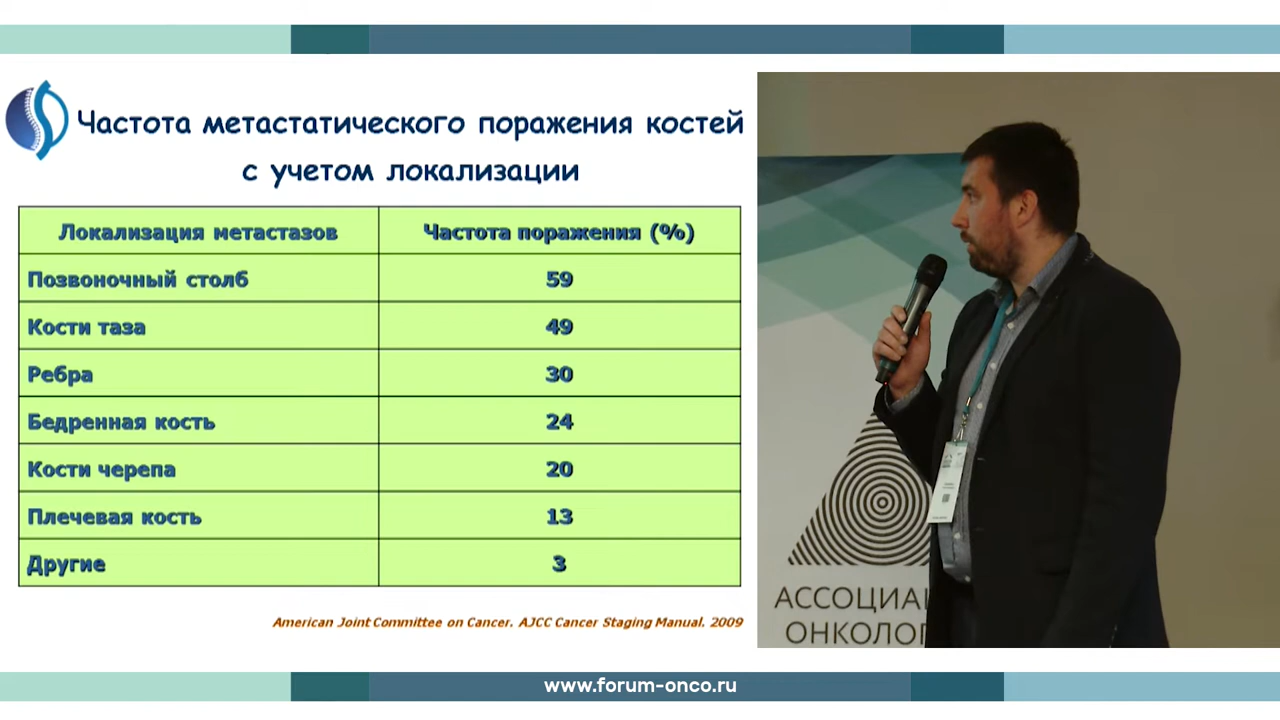 Частота метастатического поражения костей
с учетом локализации
Локализация метастазов Частота поражения (%)
Позвоночный столб 59
Кости таза 49
Ребра 30
Бедренная кость 24
Кости черепа 20
Плечевая кость 13
Другие 3
American Joint Committee on Cancer. AJCC Cancer Staging Manual. 2009
АССОЦИА
ОНКОЛО
www.forum-onco.ru